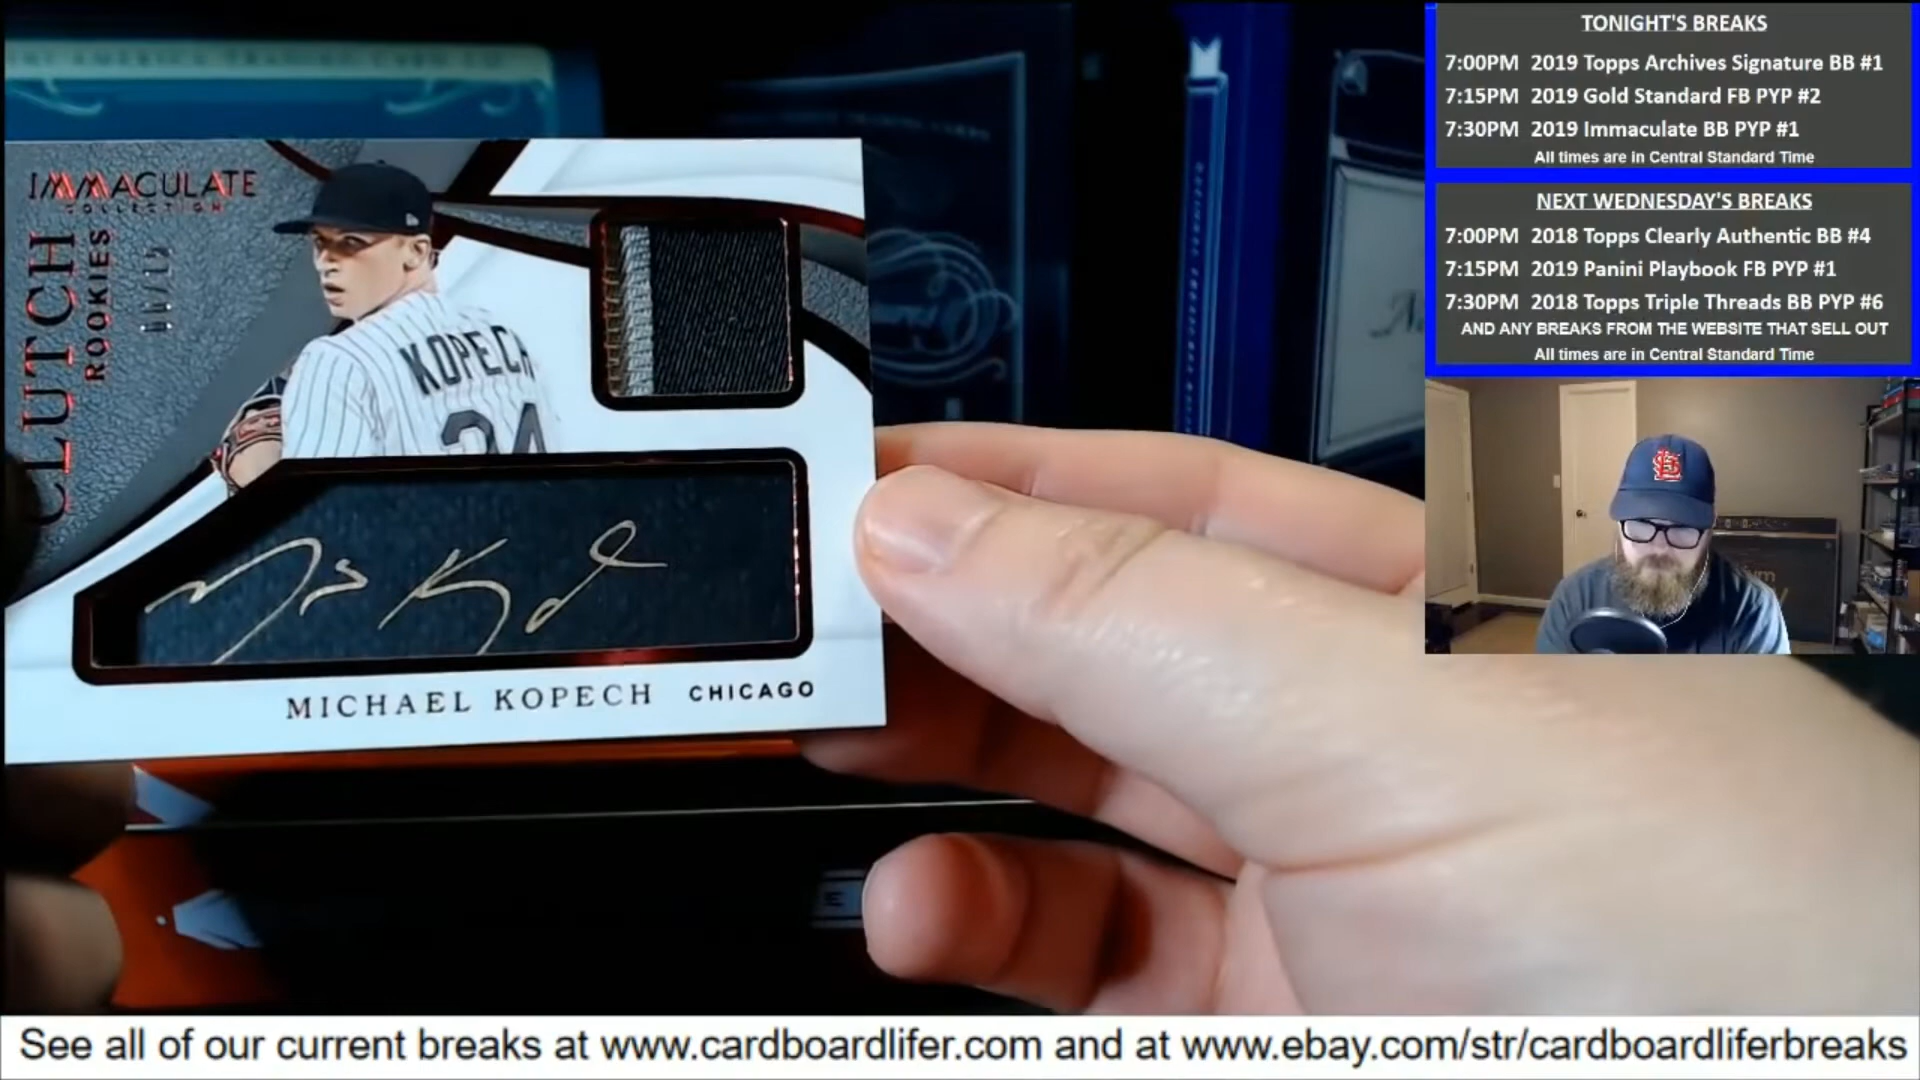 TONIGHT'S BREAKS
7:00PM 2019 Topps Archives Signature BB #1
7:15PM 2019 Gold Standard FB PYP #2
7:30PM 2019 Immaculate BB PYP #1
All times are in Central Standard Time
NEXT WEDNESDAY'S BREAKS
7:00PM 2018 Topps Clearly Authentic BB #4
7:15PM 2019 Panini Playbook FB PYP #1
7:30PM 2018 Topps Triple Threads BB PYP #6
AND ANY BREAKS FROM THE WEBSITE THAT SELL OUT
All times are in Central Standard Time
IMMACULATE
COLLECTION
CLUTCH
ROOKIES
KOPECH
34
MICHAEL KOPECH CHICAGO
See all of our current breaks at www.cardboardlifer.com and at www.ebay.com/str/cardboardliferbreaks